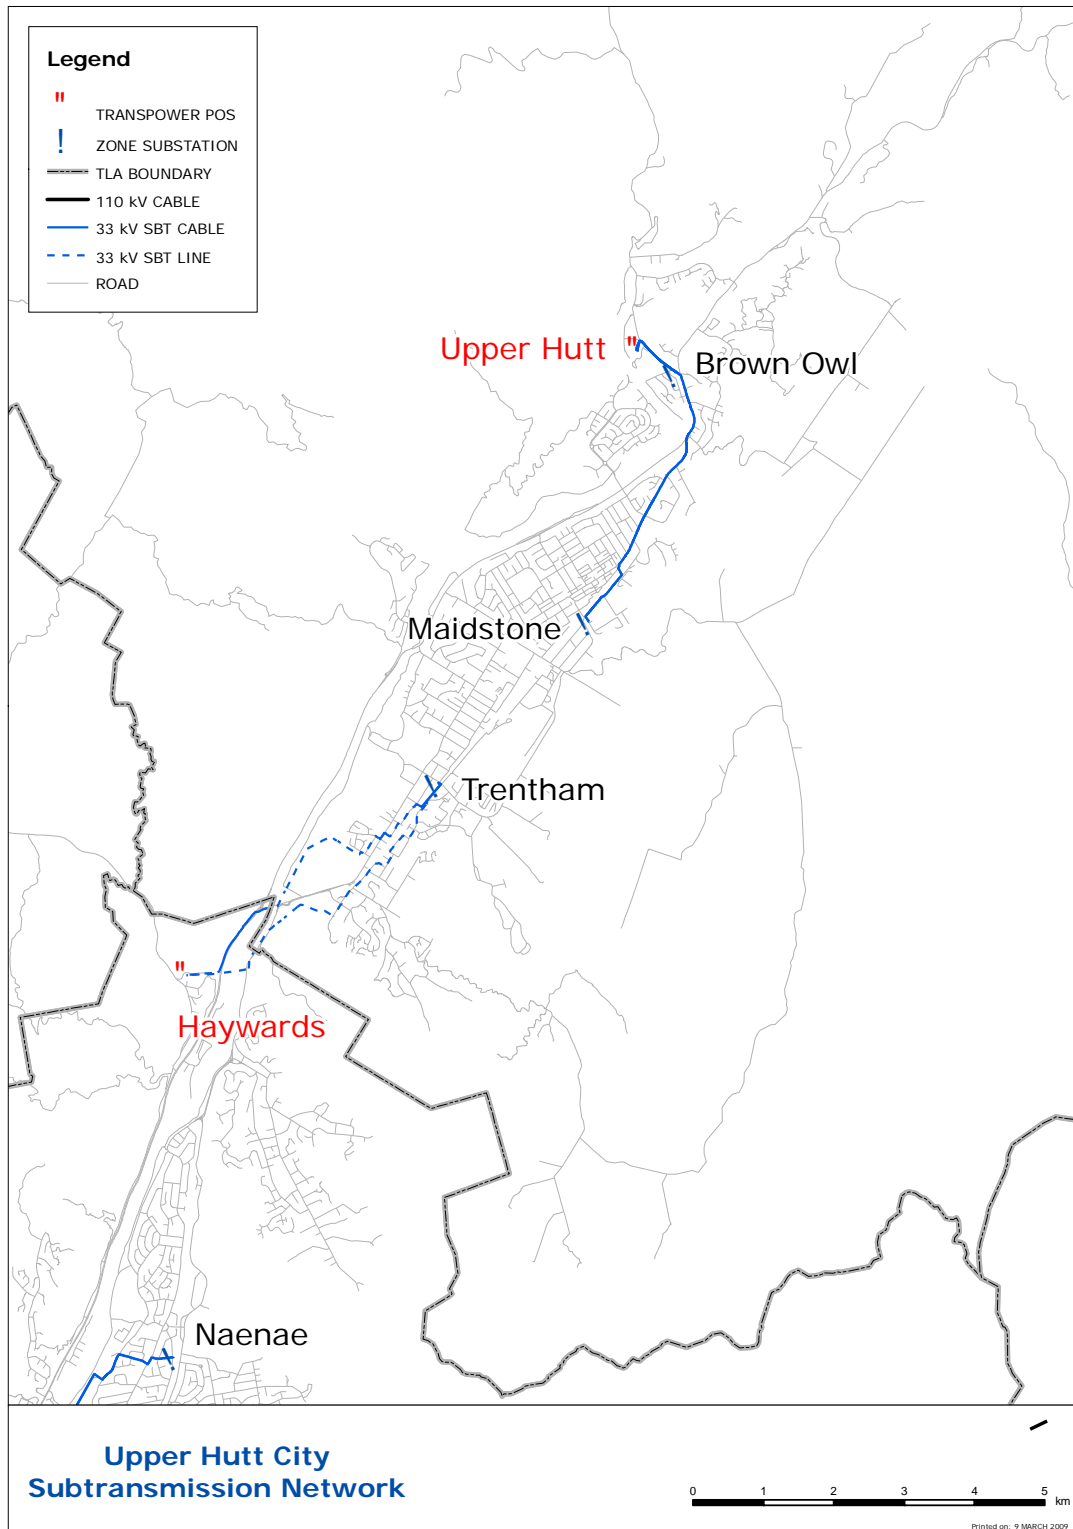 Legend
" TRANSPOWER POS
! ZONE SUBSTATION
TLA BOUNDARY
110 kV CABLE
33 kV SBT CABLE
33 kV SBT LINE
ROAD
Upper Hutt "
Brown Owl
Maidstone
Trentham
"
Haywards
Naenae
Upper Hutt City
Subtransmission Network
0 1 2 3 4 5
km
Printed on: 9 MARCH 2009